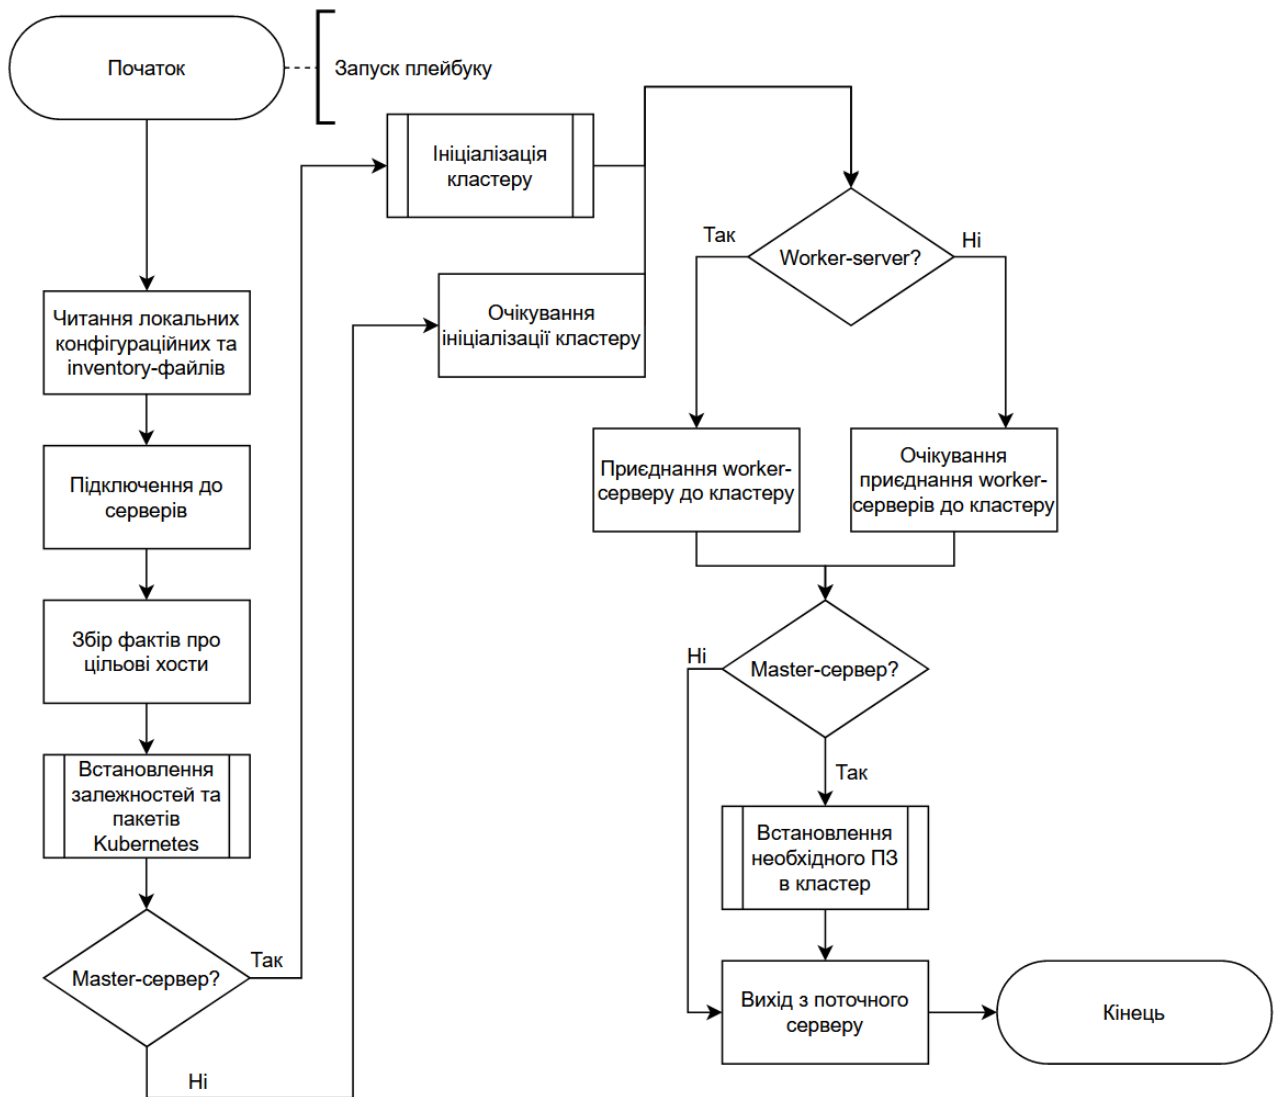 Початок
Запуск плейбуку
Читання локальних
конфігураційних та
inventory-файлів
Підключення до
серверів
Збір фактів про
цільові хости
Встановлення
залежностей та
пакетів
Kubernetes
Master-сервер?
Так
Ні
Ініціалізація
кластеру
Очікування
ініціалізації кластеру
Worker-server?
Так
Ні
Приєднання worker-
серверу до кластеру
Очікування
приєднання worker-
серверів до кластеру
Master-сервер?
Ні
Так
Встановлення
необхідного ПЗ
в кластер
Вихід з поточного
серверу
Кінець